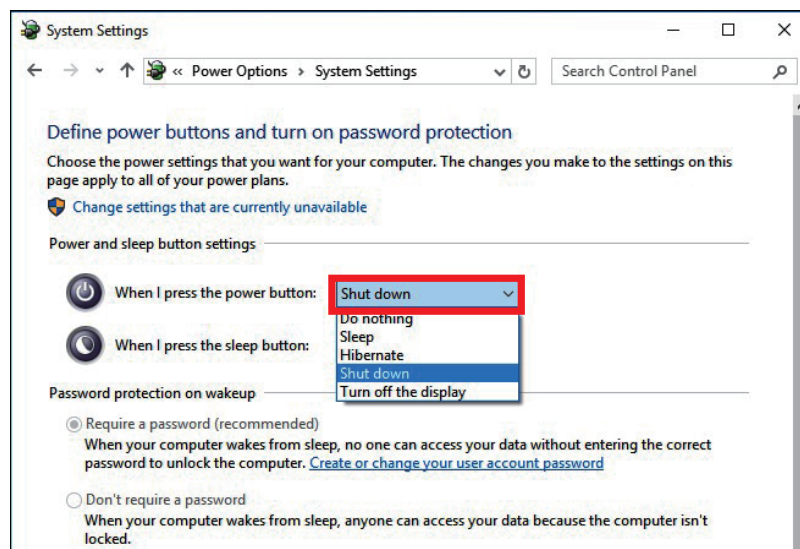 System Settings
« Power Options › System Settings
Search Control Panel
Define power buttons and turn on password protection
Choose the power settings that you want for your computer. The changes you make to the settings on this
page apply to all of your power plans.
Change settings that are currently unavailable
Power and sleep button settings
When I press the power button: Shut down
Do nothing
Sleep
When I press the sleep button:
Hibernate
Shut down
Turn off the display
Password protection on wakeup
Require a password (recommended)
When your computer wakes from sleep, no one can access your data without entering the correct
password to unlock the computer. Create or change your user account password
Don't require a password
When your computer wakes from sleep, anyone can access your data because the computer isn't
locked.